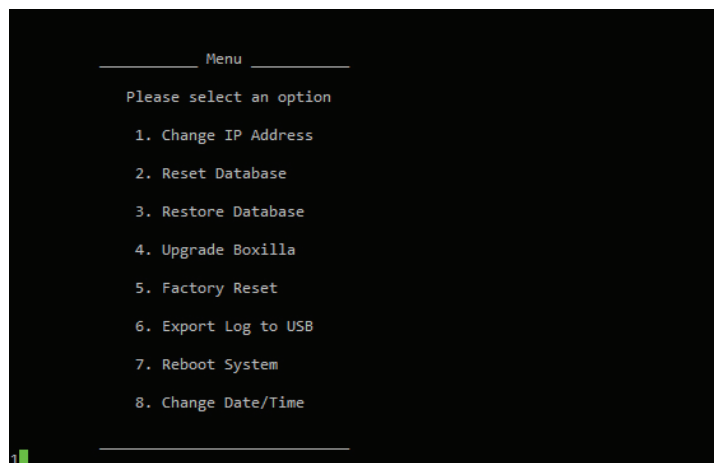 Menu
Please select an option
1. Change IP Address
2. Reset Database
3. Restore Database
4. Upgrade Boxilla
5. Factory Reset
6. Export Log to USB
7. Reboot System
8. Change Date/Time
1